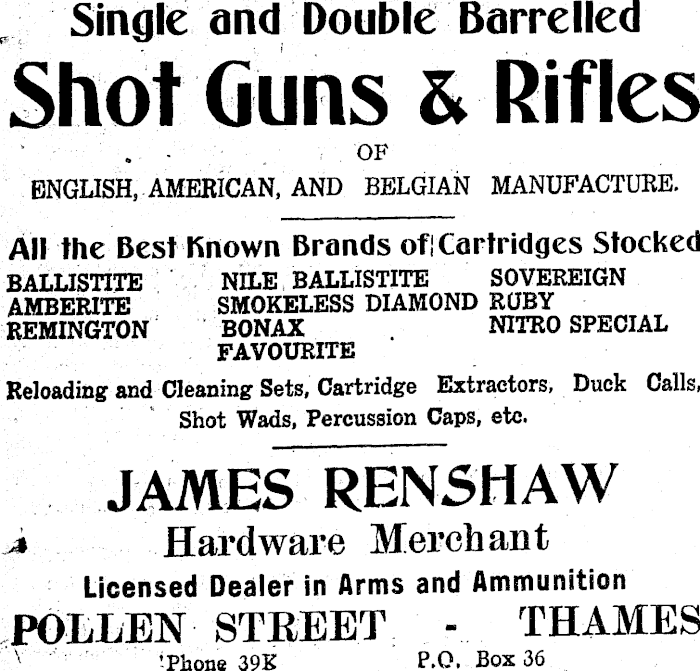 Single and Double Barrelled
Shot Guns & Rifles
OF
ENGLISH, AMERICAN, AND BELGIAN MANUFACTURE.
All the Best Known Brands of Cartridges Stocked
BALLISTITE NILE BALLISTITE SOVEREIGN
AMBERITE SMOKELESS DIAMOND RUBY
REMINGTON BONAX NITRO SPECIAL
FAVOURITE
Reloading and Cleaning Sets, Cartridge Extractors, Duck Calls,
Shot Wads, Percussion Caps, etc.
JAMES RENSHAW
Hardware Merchant
Licensed Dealer in Arms and Ammunition
POLLEN STREET - THAMES
'Phone 39K P.O. Box 36